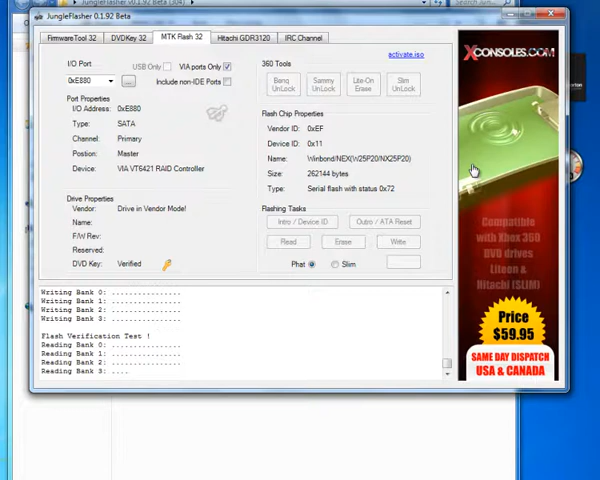 JungleFlasher v0.1.92 Beta (304)
JungleFlasher 0.1.92 Beta
FirmwareTool 32
DVDKey 32
MTK Flash 32
Hitachi GDR3120
IRC Channel
I/O Port
USB Only
VIA ports Only
activate.iso
0xE880
...
Include non-IDE Ports
360 Tools
Benq UnLock
Sammy UnLock
Lite-On Erase
Slim UnLock
Port Properties
I/O Address: 0xE880
Type: SATA
Channel: Primary
Postion: Master
Device: VIA VT6421 RAID Controller
Flash Chip Properties
Vendor ID: 0xEF
Device ID: 0x11
Name: Winbond/NEX(W25P20/NX25P20)
Size: 262144 bytes
Type: Serial flash with status 0x72
Drive Properties
Vendor: Drive in Vendor Mode!
Name:
F/W Rev:
Reserved:
DVD Key: Verified
Flashing Tasks
Intro / Device ID
Outro / ATA Reset
Read
Erase
Write
Phat
Slim
Writing Bank 0: ................
Writing Bank 1: ................
Writing Bank 2: ................
Writing Bank 3: ................
Flash Verification Test !
Reading Bank 0: ................
Reading Bank 1: ................
Reading Bank 2: ................
Reading Bank 3: ....
XCONSOLES.COM
Compatible
with Xbox 360
DVD drives
Liteon &
Hitachi (SLIM)
Price
$59.95
SAME DAY DISPATCH
USA & CANADA